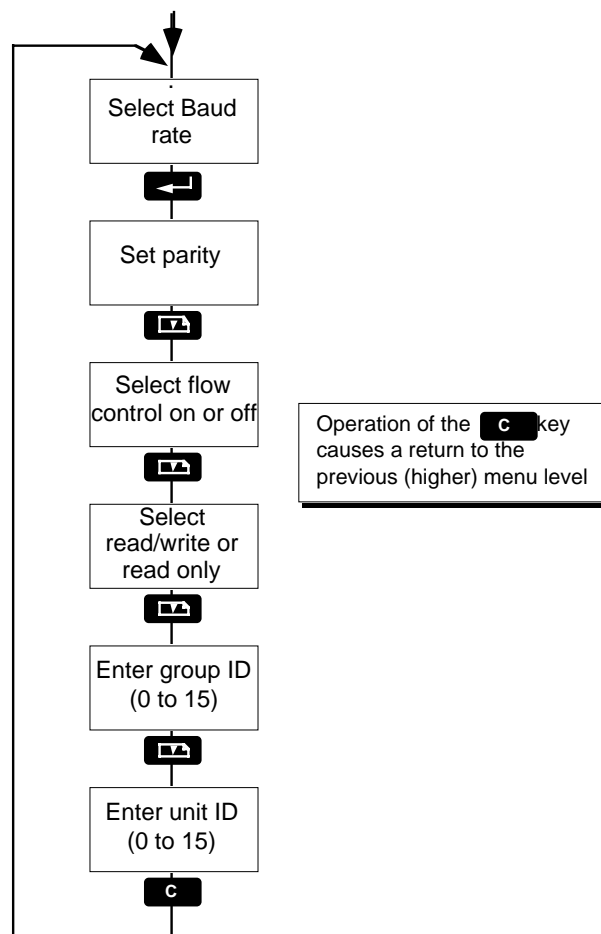 Select Baud
rate
Set parity
Select flow
control on or off
Select
read/write or
read only
Enter group ID
(0 to 15)
Enter unit ID
(0 to 15)
C
Operation of the C key
causes a return to the
previous (higher) menu level